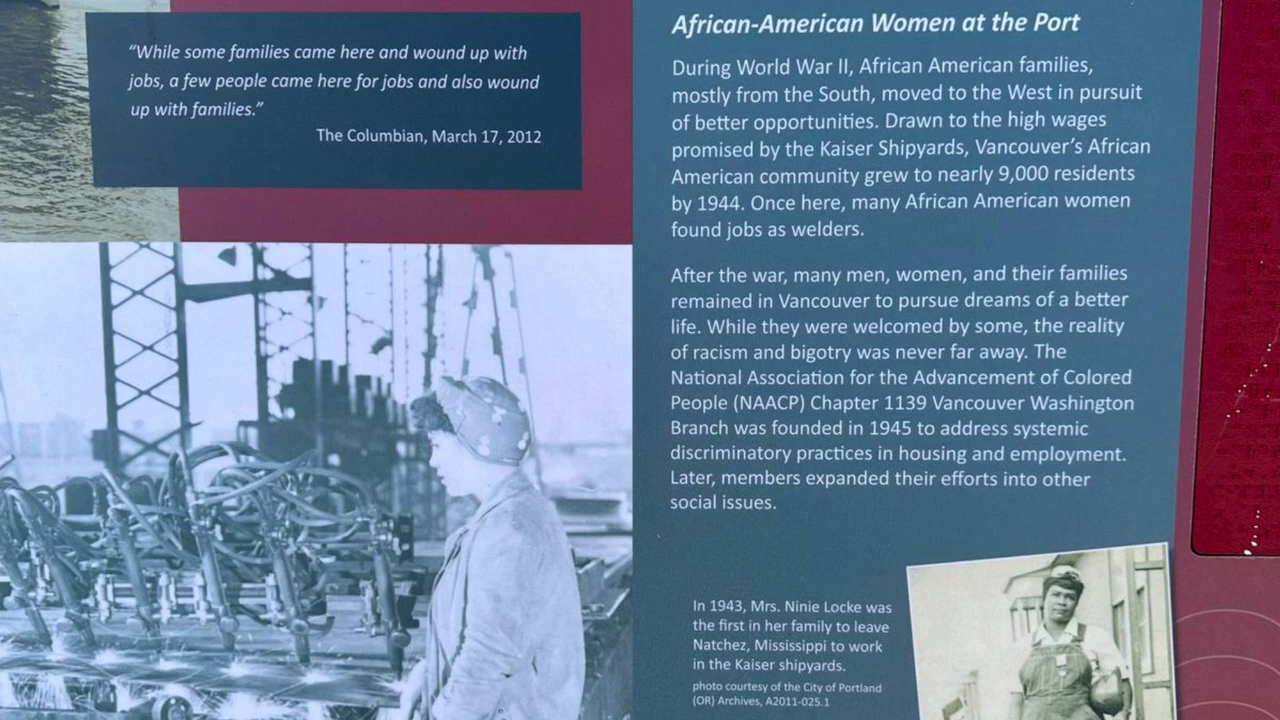 “While some families came here and wound up with
jobs, a few people came here for jobs and also wound
up with families.”
The Columbian, March 17, 2012
African-American Women at the Port
During World War II, African American families,
mostly from the South, moved to the West in pursuit
of better opportunities. Drawn to the high wages
promised by the Kaiser Shipyards, Vancouver’s African
American community grew to nearly 9,000 residents
by 1944. Once here, many African American women
found jobs as welders.
After the war, many men, women, and their families
remained in Vancouver to pursue dreams of a better
life. While they were welcomed by some, the reality
of racism and bigotry was never far away. The
National Association for the Advancement of Colored
People (NAACP) Chapter 1139 Vancouver Washington
Branch was founded in 1945 to address systemic
discriminatory practices in housing and employment.
Later, members expanded their efforts into other
social issues.
In 1943, Mrs. Ninie Locke was
the first in her family to leave
Natchez, Mississippi to work
in the Kaiser shipyards.
photo courtesy of the City of Portland
(OR) Archives, A2011-025.1